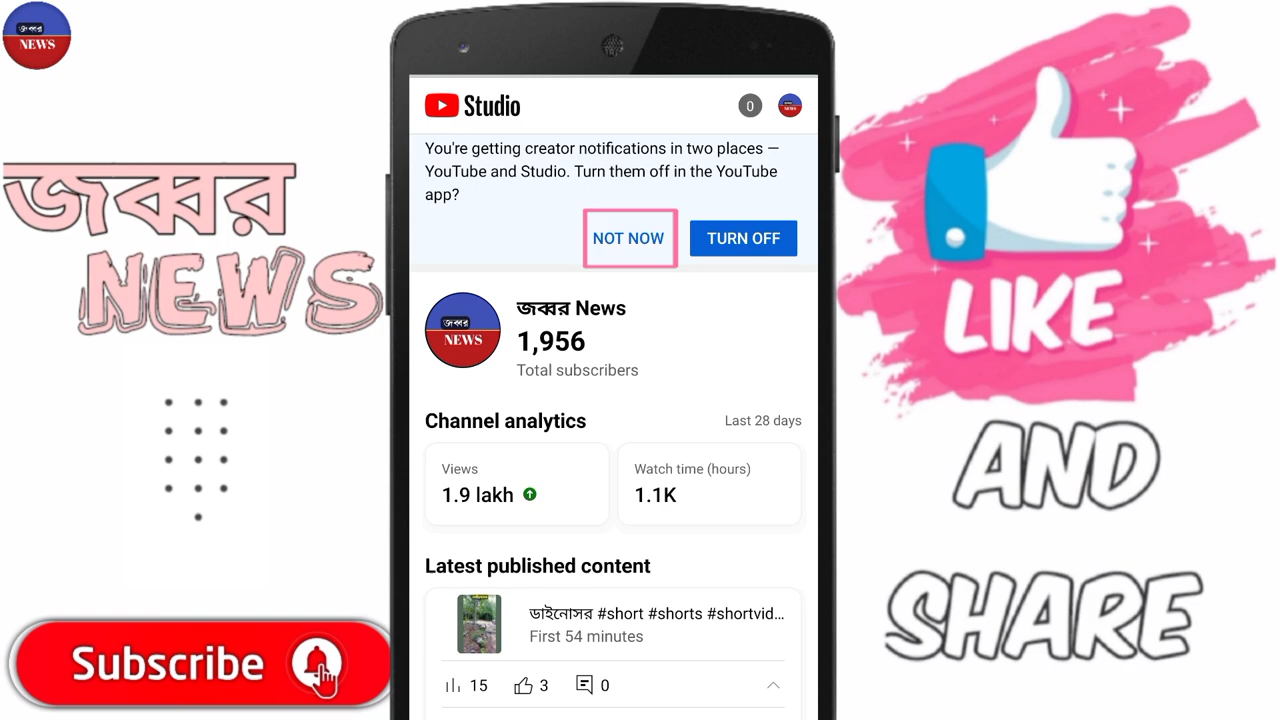 জব্বর
NEWS
জব্বর
NEWS
Subscribe
Studio
0
You're getting creator notifications in two places —
YouTube and Studio. Turn them off in the YouTube
app?
NOT NOW
TURN OFF
জব্বর
NEWS
জব্বর News
1,956
Total subscribers
Channel analytics
Last 28 days
Views
Watch time (hours)
1.9 lakh
1.1K
Latest published content
ডাইনোসর #short #shorts #shortvid...
First 54 minutes
15
3
0
LIKE
AND
SHARE